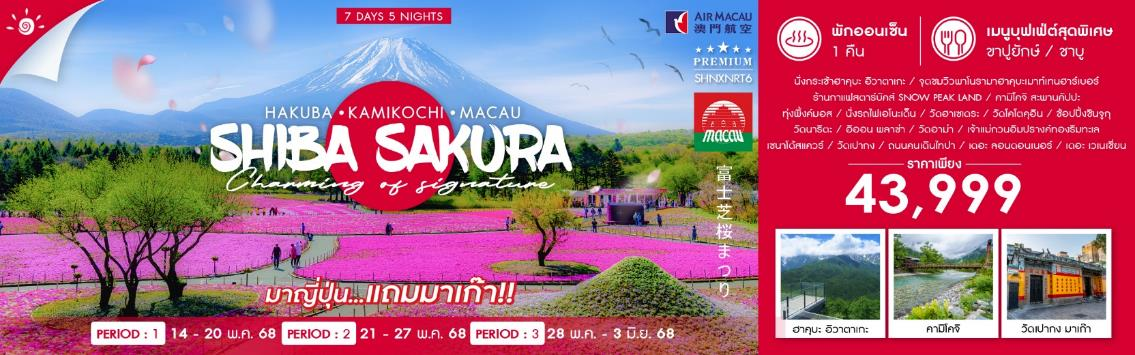 7 DAYS 5 NIGHTS
AIR MACAU
澳門航空
PREMIUM
SHNXNRT6
HAKUBA • KAMIKOCHI • MACAU
SHIBA SAKURA
Charming of signature
macau
富士芝桜まつり
มาญี่ปุ่น...แถมมาเก๊า!!
PERIOD : 1 14 - 20 พ.ค. 68 PERIOD : 2 21 - 27 พ.ค. 68 PERIOD : 3 28 พ.ค. - 3 มิ.ย. 68
พักออนเซ็น
1 คืน
เมนูบุฟเฟ่ต์สุดพิเศษ
ขาปูยักษ์ / ชาบู
นั่งกระเช้าฮาคุบะ อิวาตาเกะ / จุดชมวิวพาโนรามาฮาคุบะเมาท์เทนฮาร์เบอร์
ร้านกาแฟสตาร์บัคส์ SNOW PEAK LAND / คามิโคจิ สะพานคัปปะ
ทุ่งพิ้งค์มอส / นั่งรถไฟเอโนะเด็น / วัดฮาเซเดระ / วัดโคโตคุอิน / ช้อปปิ้งชินจูกุ
วัดนาริตะ / อิออน พลาซ่า / วัดอาม่า / เจ้าแม่กวนอิมปรางค์ทองริมทะเล
เซนาโด้สแควร์ / วัดเปากง / ถนนคนเดินไทปา / เดอะ ลอนดอนเนอร์ / เดอะ เวเนเชี่ยน
ราคาเพียง
43,999
ฮาคุบะ อิวาตาเกะ
คามิโคจิ
วัดเปากง มาเก๊า